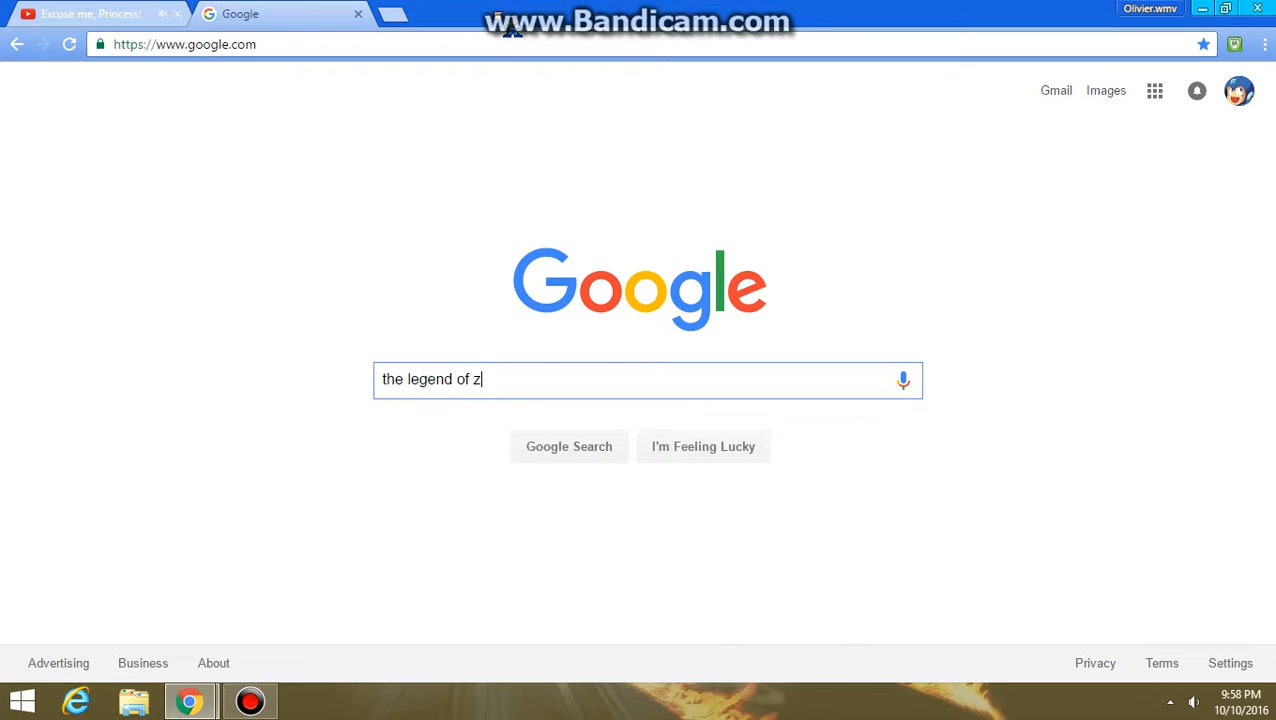 Excuse me, Princess!
Google
www.Bandicam.com
Olivier.wmv
https://www.google.com
Gmail
Images
Google
the legend of z
Google Search
I'm Feeling Lucky
Advertising
Business
About
Privacy
Terms
Settings
9:58 PM
10/10/2016